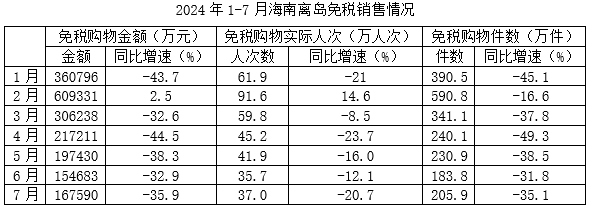 2024 年 1-7 月海南离岛免税销售情况
免税购物金额（万元） 免税购物实际人次（万人次） 免税购物件数（万件）
金额 同比增速（%） 人次数 同比增速（%） 件数 同比增速（%）
1 月 360796 -43.7 61.9 -21 390.5 -45.1
2 月 609331 2.5 91.6 14.6 590.8 -16.6
3 月 306238 -32.6 59.8 -8.5 341.1 -37.8
4 月 217211 -44.5 45.2 -23.7 240.1 -49.3
5 月 197430 -38.3 41.9 -16.0 230.9 -38.5
6 月 154683 -32.9 35.7 -12.1 183.8 -31.8
7 月 167590 -35.9 37.0 -20.7 205.9 -35.1